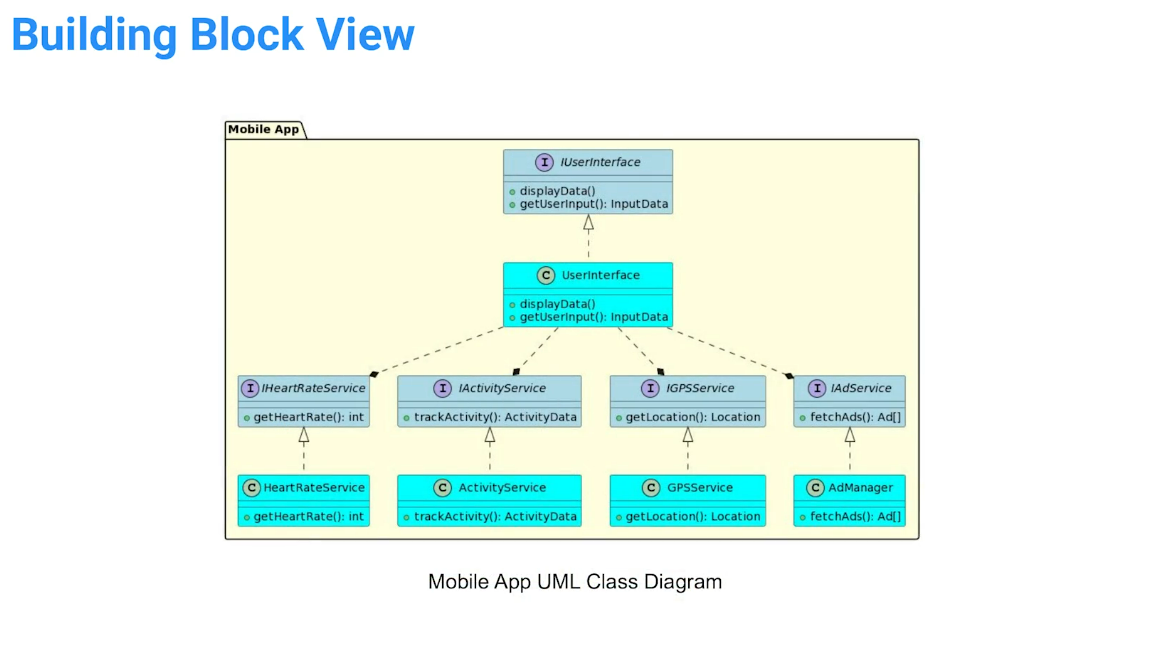 Building Block View
Mobile App
I IUserInterface
displayData()
getUserInput(): InputData
C UserInterface
displayData()
getUserInput(): InputData
I IHeartRateService
getHeartRate(): int
I IActivityService
trackActivity(): ActivityData
I IGPSService
getLocation(): Location
I IAdService
fetchAds(): Ad[]
C HeartRateService
getHeartRate(): int
C ActivityService
trackActivity(): ActivityData
C GPSService
getLocation(): Location
C AdManager
fetchAds(): Ad[]
Mobile App UML Class Diagram